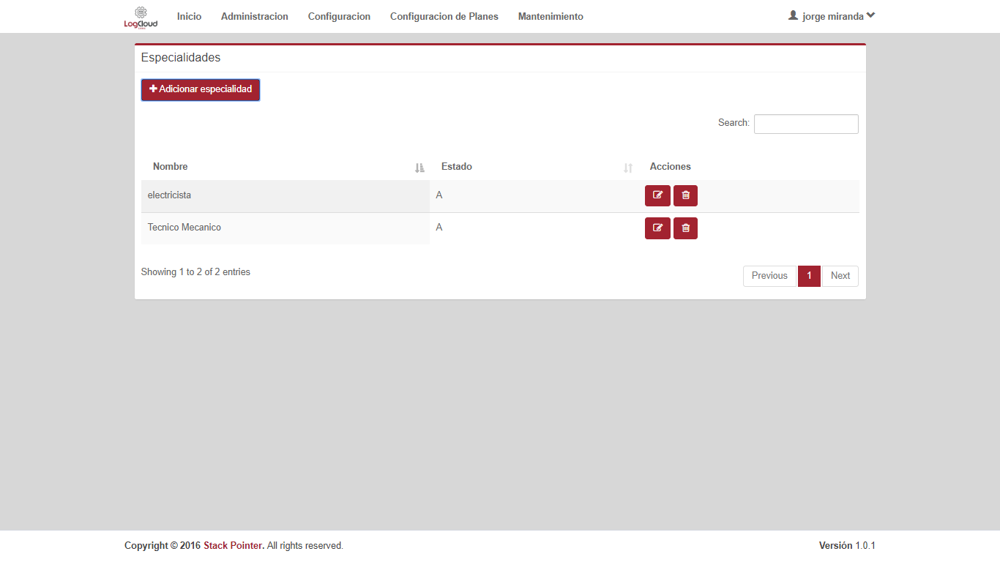 LogCloud Inicio Administracion Configuracion Configuracion de Planes Mantenimiento jorge miranda
Especialidades
Adicionar especialidad
Search:
Nombre Estado Acciones
electricista A
Tecnico Mecanico A
Showing 1 to 2 of 2 entries Previous 1 Next
Copyright © 2016 Stack Pointer. All rights reserved. Versión 1.0.1